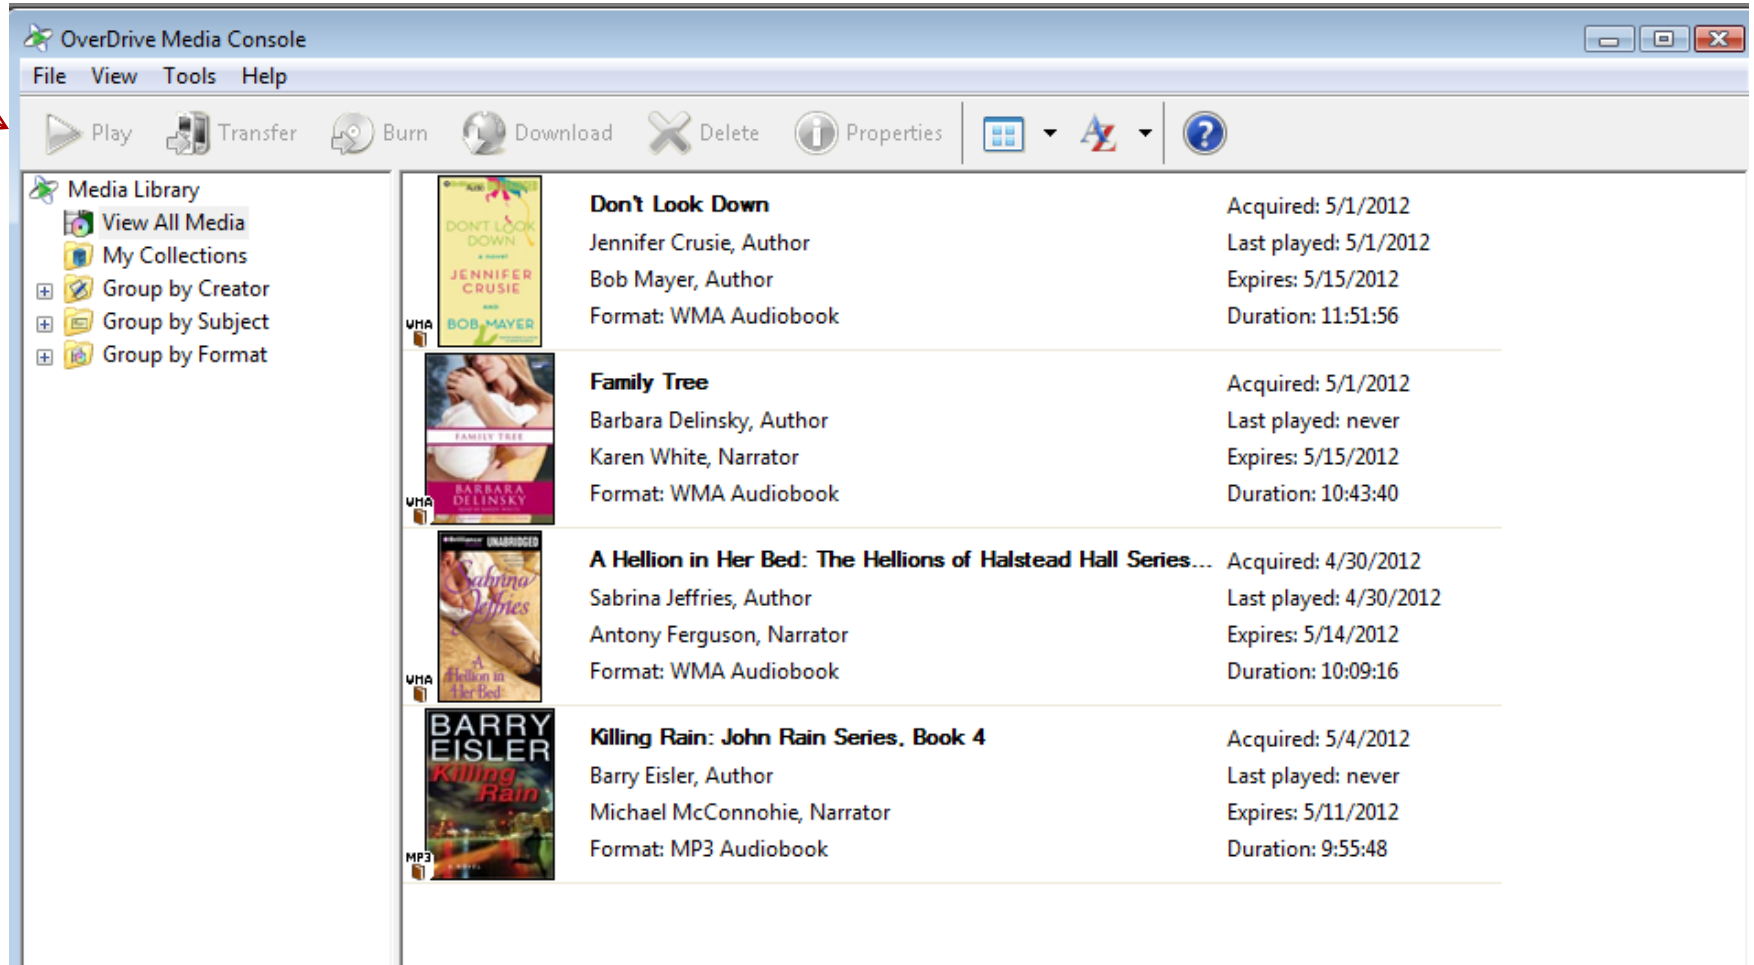 OverDrive Media Console
File View Tools Help
Play Transfer Burn Download Delete Properties
Media Library
View All Media
My Collections
Group by Creator
Group by Subject
Group by Format
DON'T LOOK
DOWN
A NOVEL
JENNIFER
CRUSIE
AND
BOB MAYER
WMA
Don't Look Down
Jennifer Crusie, Author
Bob Mayer, Author
Format: WMA Audiobook
Acquired: 5/1/2012
Last played: 5/1/2012
Expires: 5/15/2012
Duration: 11:51:56
FAMILY TREE
BARBARA
DELINSKY
WMA
Family Tree
Barbara Delinsky, Author
Karen White, Narrator
Format: WMA Audiobook
Acquired: 5/1/2012
Last played: never
Expires: 5/15/2012
Duration: 10:43:40
UNABRIDGED
Sabrina
Jeffries
A
Hellion in
Her Bed
WMA
A Hellion in Her Bed: The Hellions of Halstead Hall Series...
Sabrina Jeffries, Author
Antony Ferguson, Narrator
Format: WMA Audiobook
Acquired: 4/30/2012
Last played: 4/30/2012
Expires: 5/14/2012
Duration: 10:09:16
BARRY
EISLER
Killing
Rain
MP3
Killing Rain: John Rain Series, Book 4
Barry Eisler, Author
Michael McConnohie, Narrator
Format: MP3 Audiobook
Acquired: 5/4/2012
Last played: never
Expires: 5/11/2012
Duration: 9:55:48